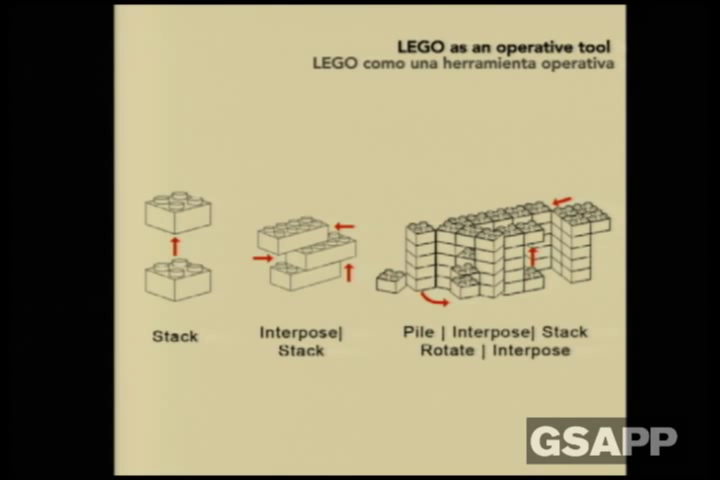 LEGO as an operative tool
LEGO como una herramienta operativa
Stack
Interpose|
Stack
Pile | Interpose| Stack
Rotate | Interpose
GSAPP